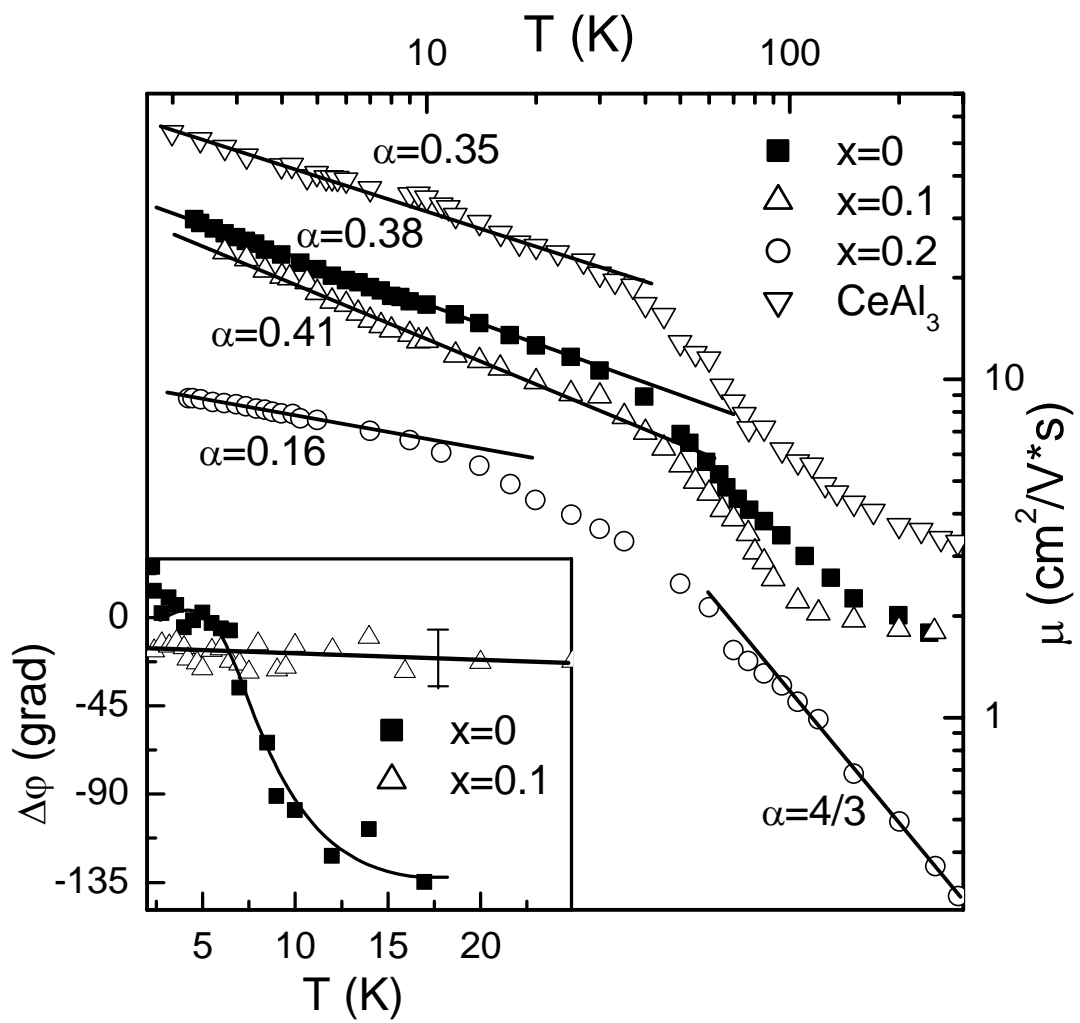 T (K)
10 100
α=0.35
x=0
x=0.1
x=0.2
CeAl₃
α=0.38
α=0.41
α=0.16
10
1
μ (cm²/V*s)
α=4/3
0
-45
-90
-135
Δφ (grad)
x=0
x=0.1
5 10 15 20
T (K)